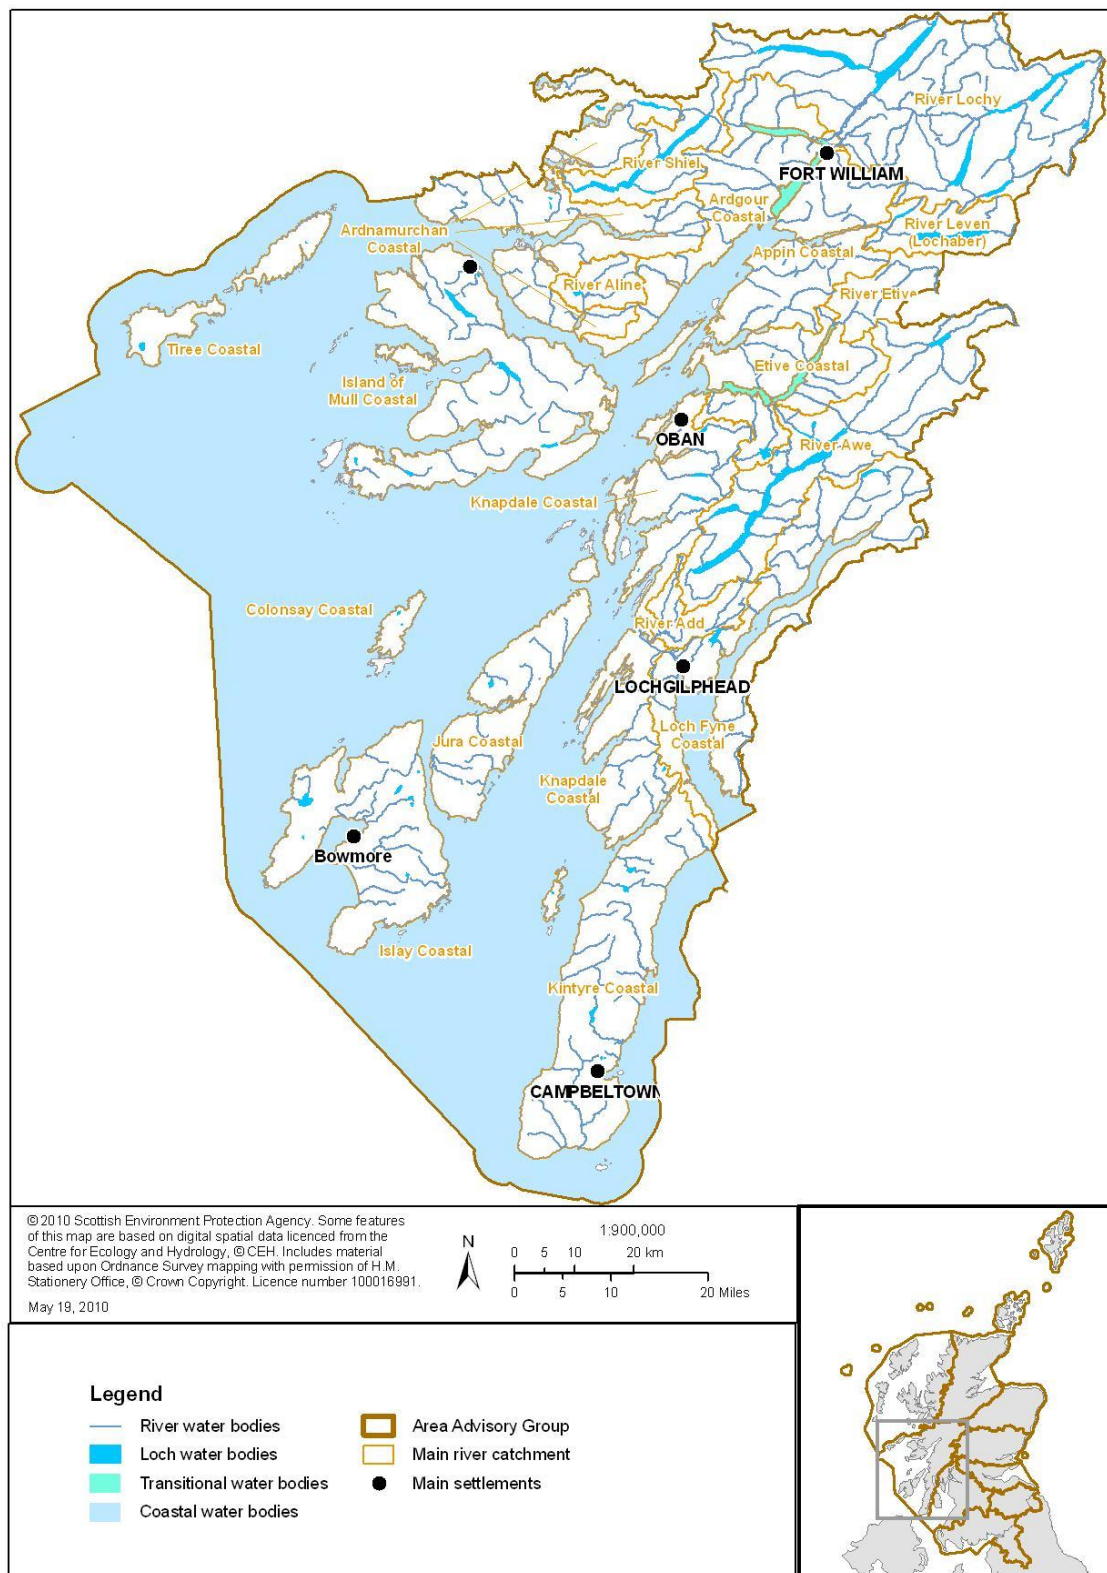 River Lochy
River Shiel
FORT WILLIAM
Ardgour
Coastal
River Leven
(Lochaber)
Ardnamurchan
Coastal
Appin Coastal
River Aline
River Etive
Tiree Coastal
Etive Coastal
Island of
Mull Coastal
OBAN
River Awe
Knapdale Coastal
Colonsay Coastal
River Add
LOCHGILPHEAD
Loch Fyne
Coastal
Jura Coastal
Knapdale
Coastal
Bowmore
Islay Coastal
Kintyre Coastal
CAMPBELTOWN
© 2010 Scottish Environment Protection Agency. Some features
of this map are based on digital spatial data licenced from the
Centre for Ecology and Hydrology, © CEH. Includes material
based upon Ordnance Survey mapping with permission of H.M.
Stationery Office, © Crown Copyright. Licence number 100016991.
May 19, 2010
N
1:900,000
0 5 10 20 km
0 5 10 20 Miles
Legend
River water bodies
Loch water bodies
Transitional water bodies
Coastal water bodies
Area Advisory Group
Main river catchment
Main settlements